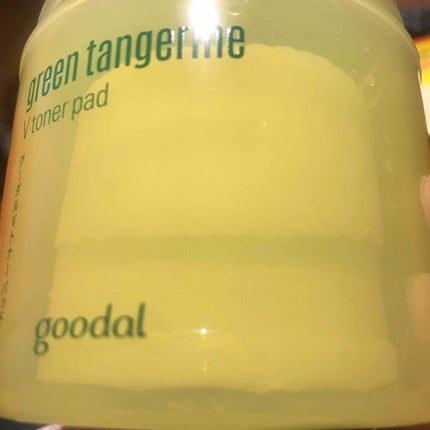 green tangerine
V toner pad
goodal